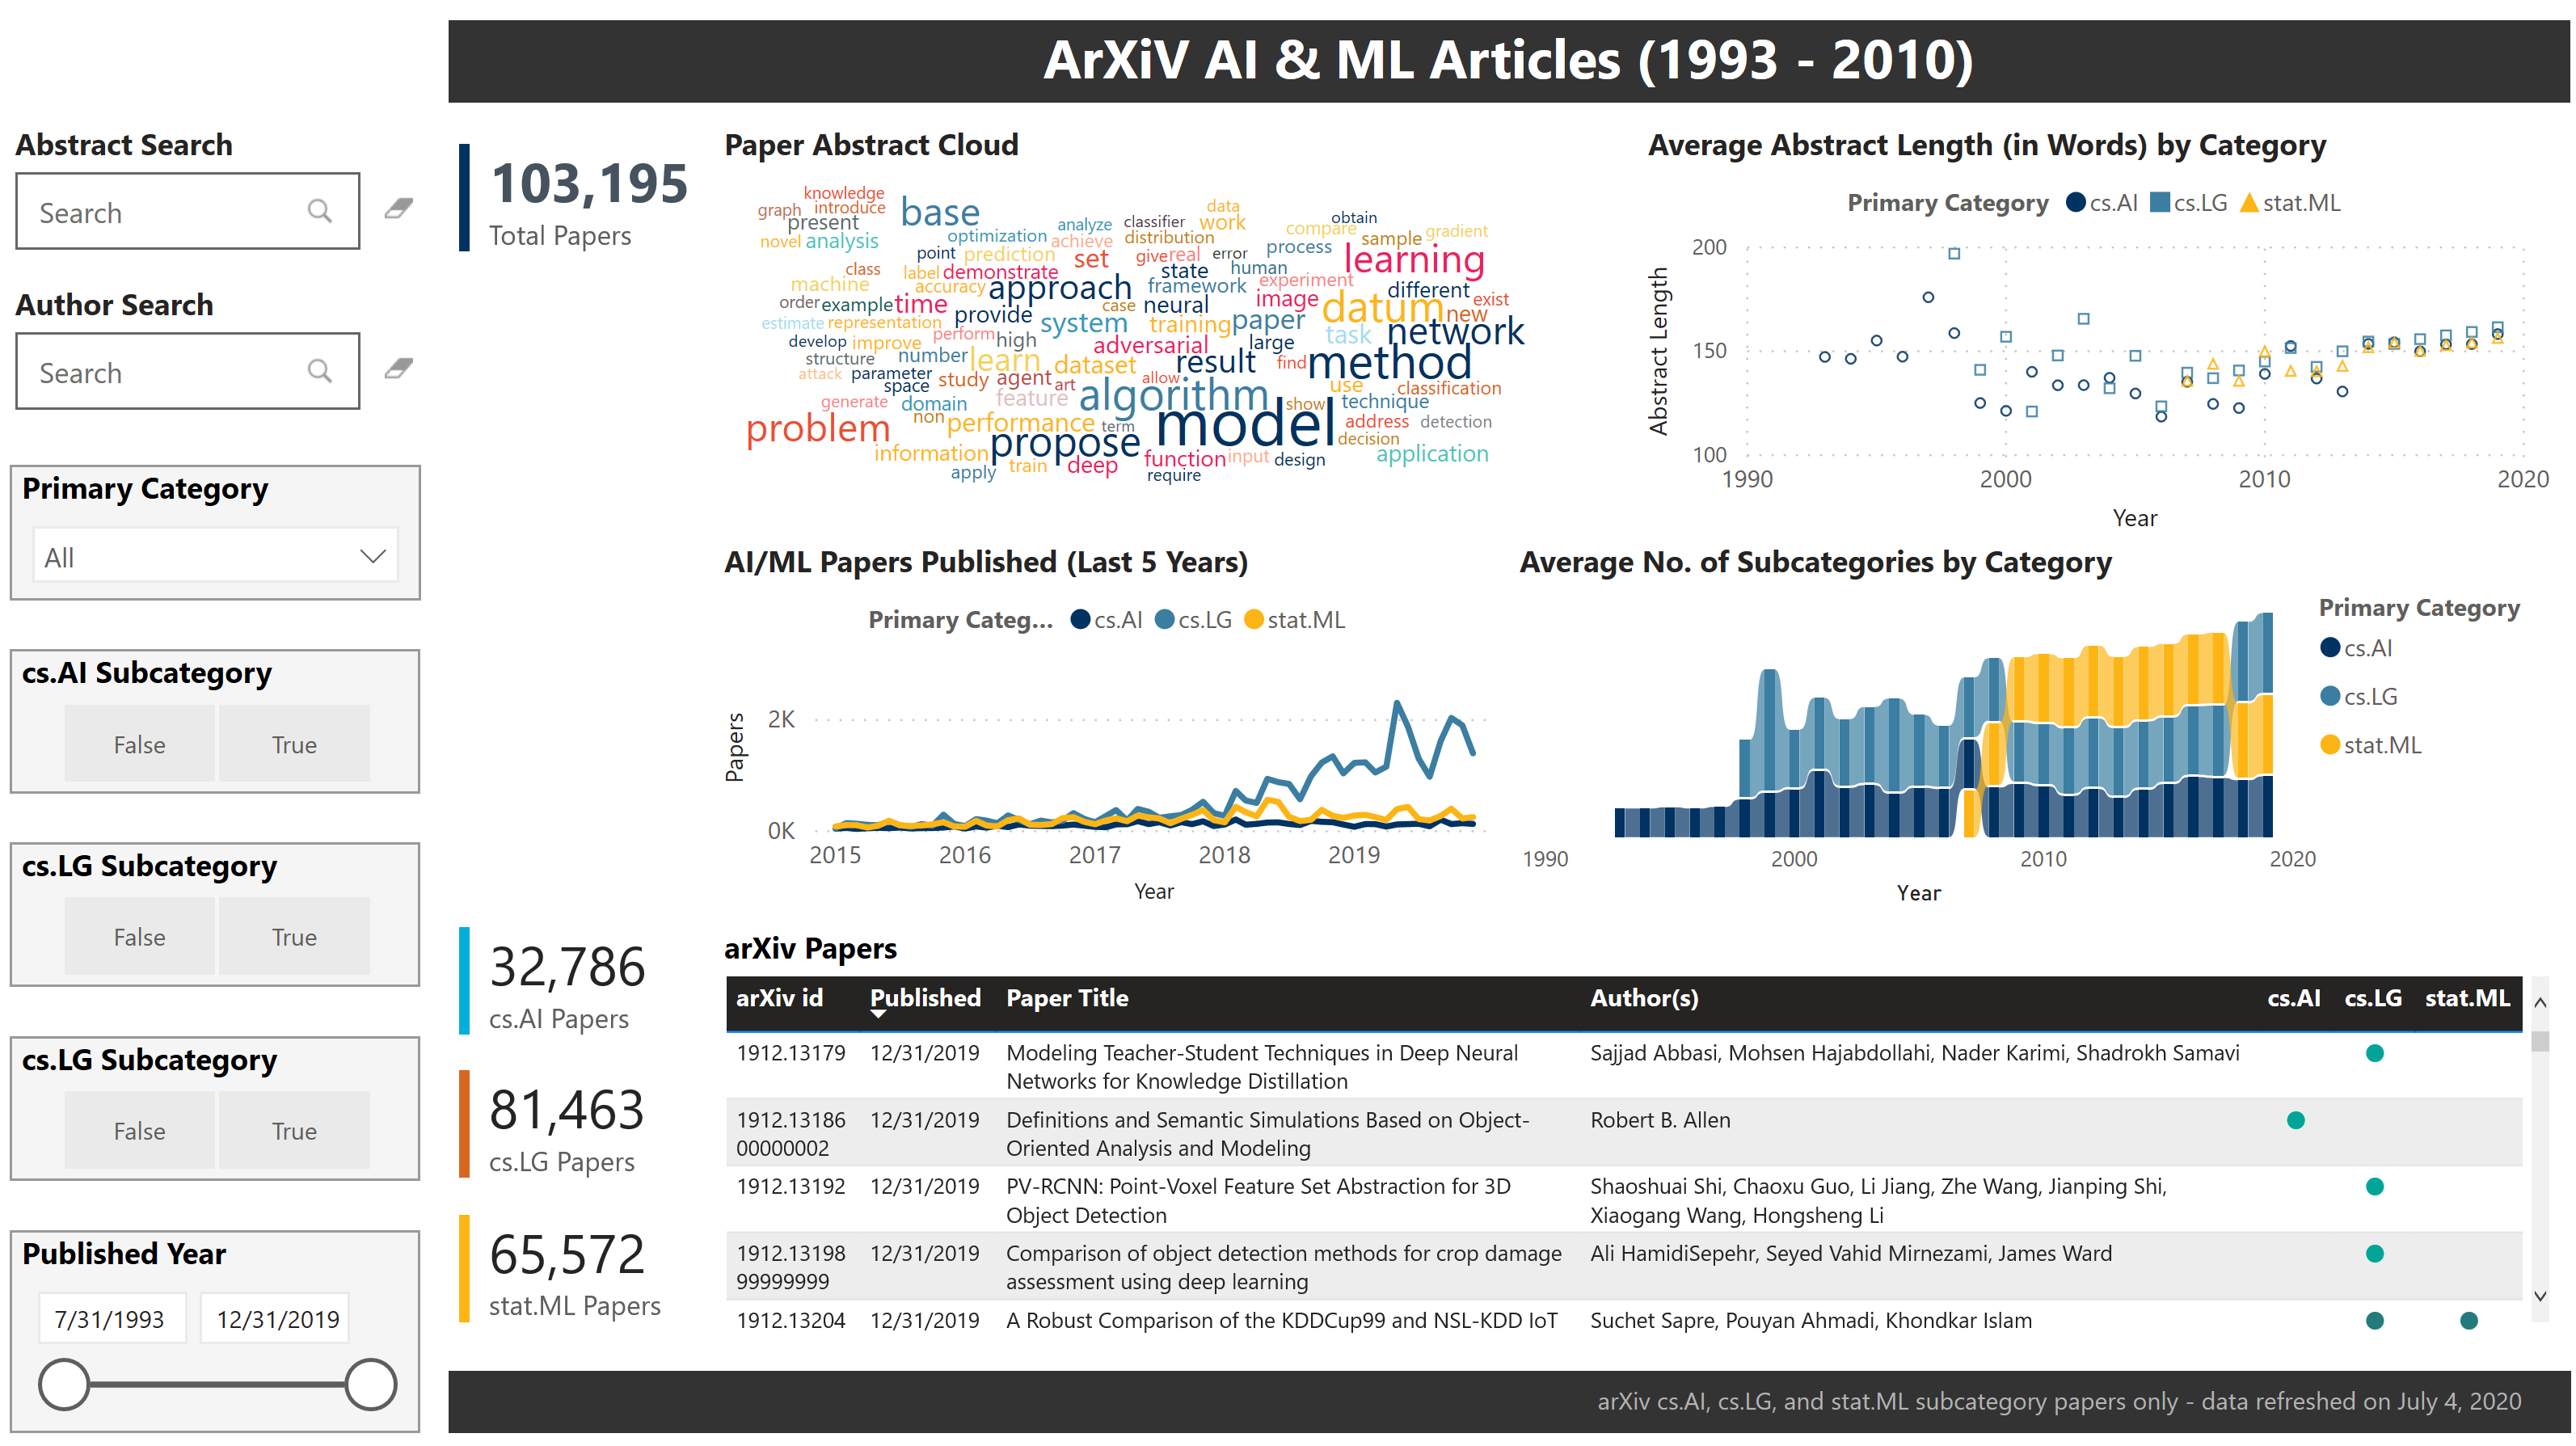 ArXiV AI & ML Articles (1993 - 2010)
Abstract Search
Search
Author Search
Search
Primary Category
All
cs.AI Subcategory
False True
cs.LG Subcategory
False True
cs.LG Subcategory
False True
Published Year
7/31/1993 12/31/2019
103,195
Total Papers
32,786
cs.AI Papers
81,463
cs.LG Papers
65,572
stat.ML Papers
Paper Abstract Cloud
knowledge
graph introduce base data
present analyze classifier work obtain
novel analysis optimization achieve distribution compare sample gradient
point prediction set give real error process learning
class label demonstrate state human
machine accuracy approach framework experiment different
order example time case neural image datum exist
estimate representation provide system training paper task new network
develop improve perform high adversarial large
structure number learn dataset result find method
attack parameter space study agent art allow use classification
generate domain feature algorithm show technique
problem non performance term model address detection
propose decision
information train deep function input design application
apply require
Average Abstract Length (in Words) by Category
Primary Category cs.AI cs.LG stat.ML
Abstract Length
200
150
100
1990 2000 2010 2020
Year
AI/ML Papers Published (Last 5 Years)
Primary Categ... cs.AI cs.LG stat.ML
Papers
2K
0K
2015 2016 2017 2018 2019
Year
Average No. of Subcategories by Category
Primary Category
cs.AI
cs.LG
stat.ML
1990 2000 2010 2020
Year
arXiv Papers
arXiv id Published Paper Title Author(s) cs.AI cs.LG stat.ML
1912.13179 12/31/2019 Modeling Teacher-Student Techniques in Deep Neural Sajjad Abbasi, Mohsen Hajabdollahi, Nader Karimi, Shadrokh Samavi
Networks for Knowledge Distillation
1912.13186 12/31/2019 Definitions and Semantic Simulations Based on Object- Robert B. Allen
00000002 Oriented Analysis and Modeling
1912.13192 12/31/2019 PV-RCNN: Point-Voxel Feature Set Abstraction for 3D Shaoshuai Shi, Chaoxu Guo, Li Jiang, Zhe Wang, Jianping Shi,
Object Detection Xiaogang Wang, Hongsheng Li
1912.13198 12/31/2019 Comparison of object detection methods for crop damage Ali HamidiSepehr, Seyed Vahid Mirnezami, James Ward
99999999 assessment using deep learning
1912.13204 12/31/2019 A Robust Comparison of the KDDCup99 and NSL-KDD IoT Suchet Sapre, Pouyan Ahmadi, Khondkar Islam
arXiv cs.AI, cs.LG, and stat.ML subcategory papers only - data refreshed on July 4, 2020